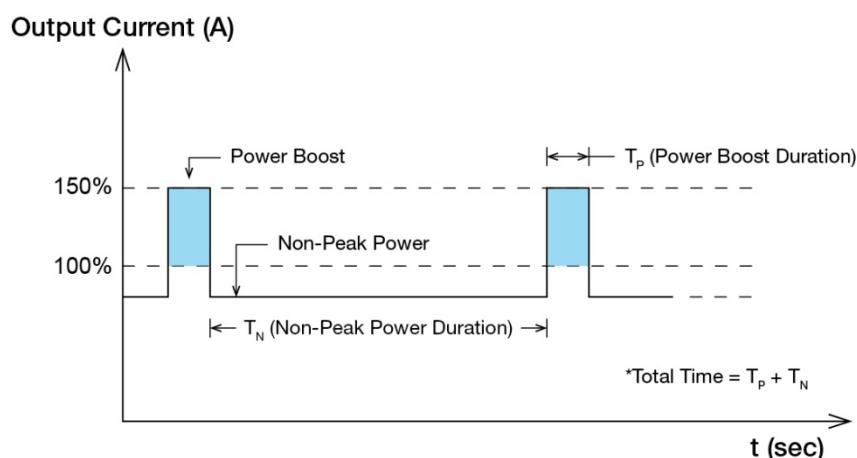 Output Current (A)
Power Boost
T_P (Power Boost Duration)
150%
Non-Peak Power
100%
T_N (Non-Peak Power Duration)
*Total Time = T_P + T_N
t (sec)